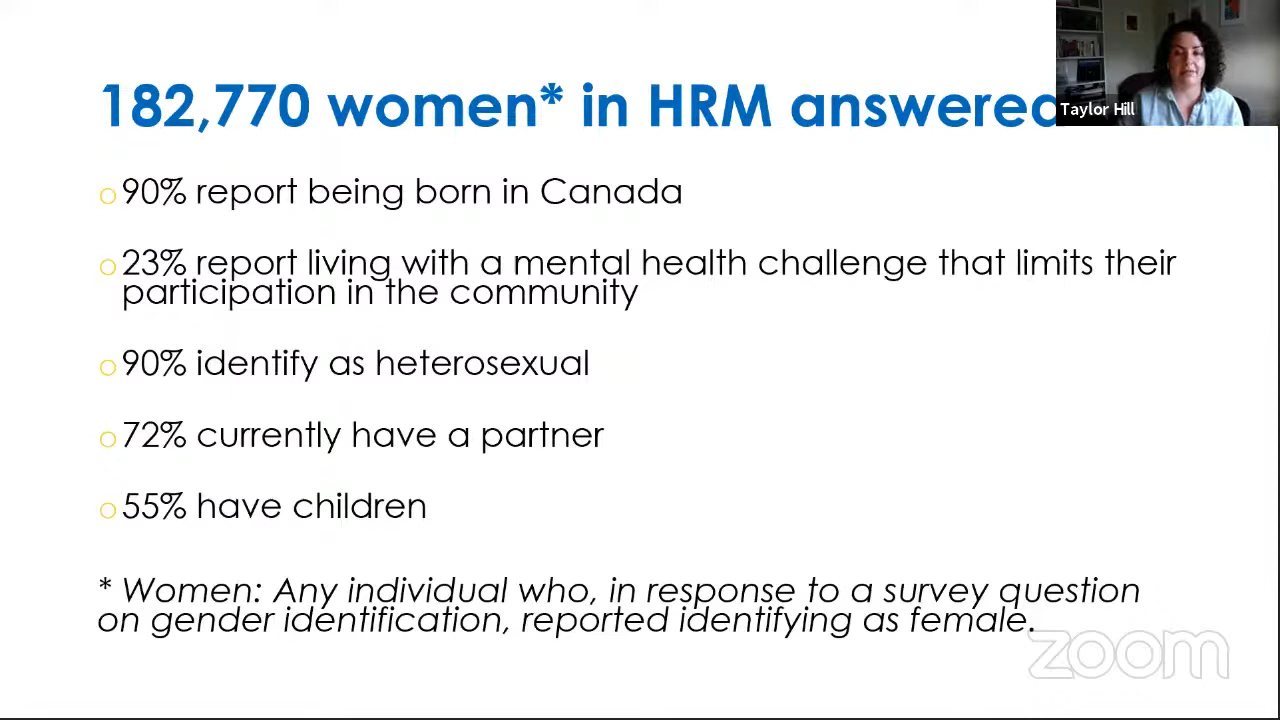 182,770 women* in HRM answered
Taylor Hill
o 90% report being born in Canada
o 23% report living with a mental health challenge that limits their
participation in the community
o 90% identify as heterosexual
o 72% currently have a partner
o 55% have children
* Women: Any individual who, in response to a survey question
on gender identification, reported identifying as female.
zoom